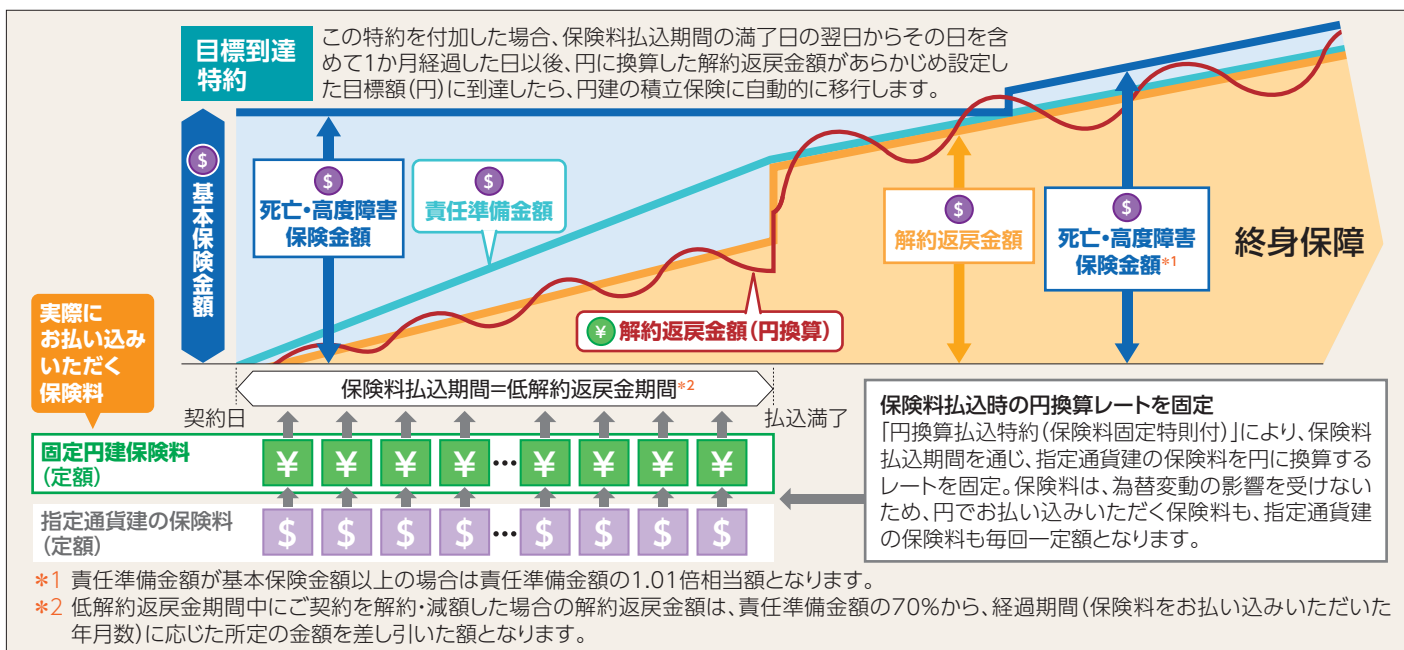 目標到達
特約
この特約を付加した場合、保険料払込期間の満了日の翌日からその日を含
めて1か月経過した日以後、円に換算した解約返戻金額があらかじめ設定し
た目標額(円)に到達したら、円建の積立保険に自動的に移行します。
$
基本保険金額
$
死亡・高度障害
保険金額
$
責任準備金額
$
解約返戻金額
$
死亡・高度障害
保険金額*1
終身保障
¥ 解約返戻金額(円換算)
実際に
お払い込み
いただく
保険料
保険料払込期間=低解約返戻金期間*2
契約日
払込満了
固定円建保険料
(定額)
¥ ¥ ¥ ¥ … ¥ ¥ ¥ ¥
指定通貨建の保険料
(定額)
$ $ $ $ … $ $ $ $
保険料払込時の円換算レートを固定
「円換算払込特約(保険料固定特則付)」により、保険料
払込期間を通じ、指定通貨建の保険料を円に換算する
レートを固定。保険料は、為替変動の影響を受けない
ため、円でお払い込みいただく保険料も、指定通貨建
の保険料も毎回一定額となります。
*1 責任準備金額が基本保険金額以上の場合は責任準備金額の1.01倍相当額となります。
*2 低解約返戻金期間中にご契約を解約・減額した場合の解約返戻金額は、責任準備金額の70%から、経過期間(保険料をお払い込みいただいた
年月数)に応じた所定の金額を差し引いた額となります。